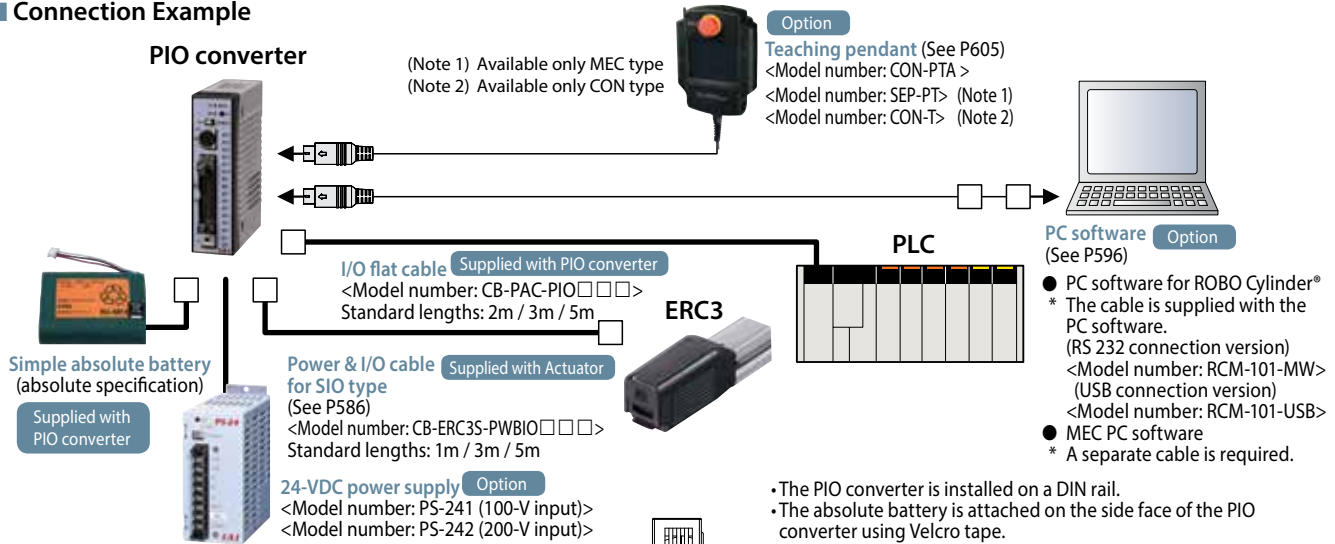 Connection Example
PIO converter
(Note 1) Available only MEC type
(Note 2) Available only CON type
Option
Teaching pendant (See P605)
<Model number: CON-PTA >
<Model number: SEP-PT> (Note 1)
<Model number: CON-T> (Note 2)
I/O flat cable Supplied with PIO converter
<Model number: CB-PAC-PIO□□□>
Standard lengths: 2m / 3m / 5m
PLC
ERC3
PC software Option
(See P596)
● PC software for ROBO Cylinder®
* The cable is supplied with the
PC software.
(RS 232 connection version)
<Model number: RCM-101-MW>
(USB connection version)
<Model number: RCM-101-USB>
● MEC PC software
* A separate cable is required.
Simple absolute battery
(absolute specification)
Supplied with
PIO converter
Power & I/O cable Supplied with Actuator
for SIO type
(See P586)
<Model number: CB-ERC3S-PWBIO□□□>
Standard lengths: 1m / 3m / 5m
PS-24
24-VDC power supply Option
<Model number: PS-241 (100-V input)>
<Model number: PS-242 (200-V input)>
• The PIO converter is installed on a DIN rail.
• The absolute battery is attached on the side face of the PIO
converter using Velcro tape.